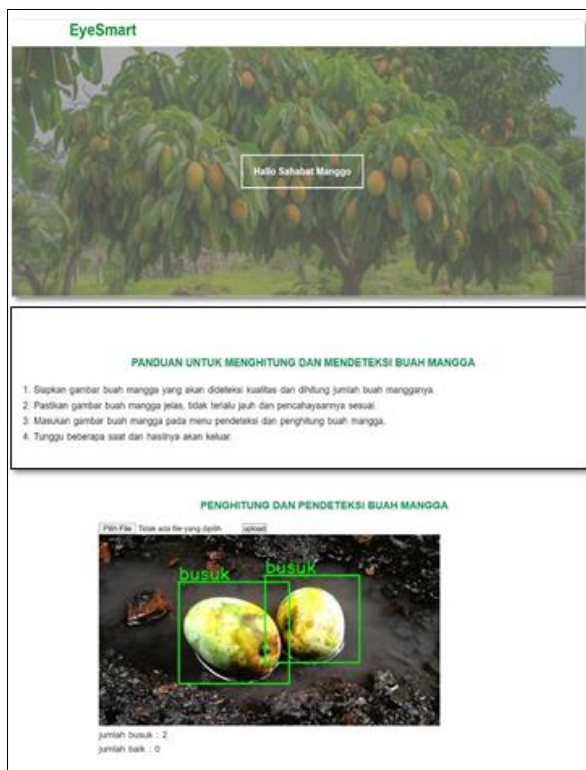 EyeSmart
Hallo Sahabat Manggo
PANDUAN UNTUK MENGHITUNG DAN MENDETEKSI BUAH MANGGA
1. Siapkan gambar buah mangga yang akan dideteksi kualitas dan dihitung jumlah buah mangganya.
2. Pastikan gambar buah mangga jelas, tidak terlalu jauh dan pencahayaannya sesuai.
3. Masukan gambar buah mangga pada menu pendeteksi dan penghitung buah mangga.
4. Tunggu beberapa saat dan hasilnya akan keluar.
PENGHITUNG DAN PENDETEKSI BUAH MANGGA
Pilih File Tidak ada file yang dipilih upload
busuk busuk
jumlah busuk : 2
jumlah baik : 0